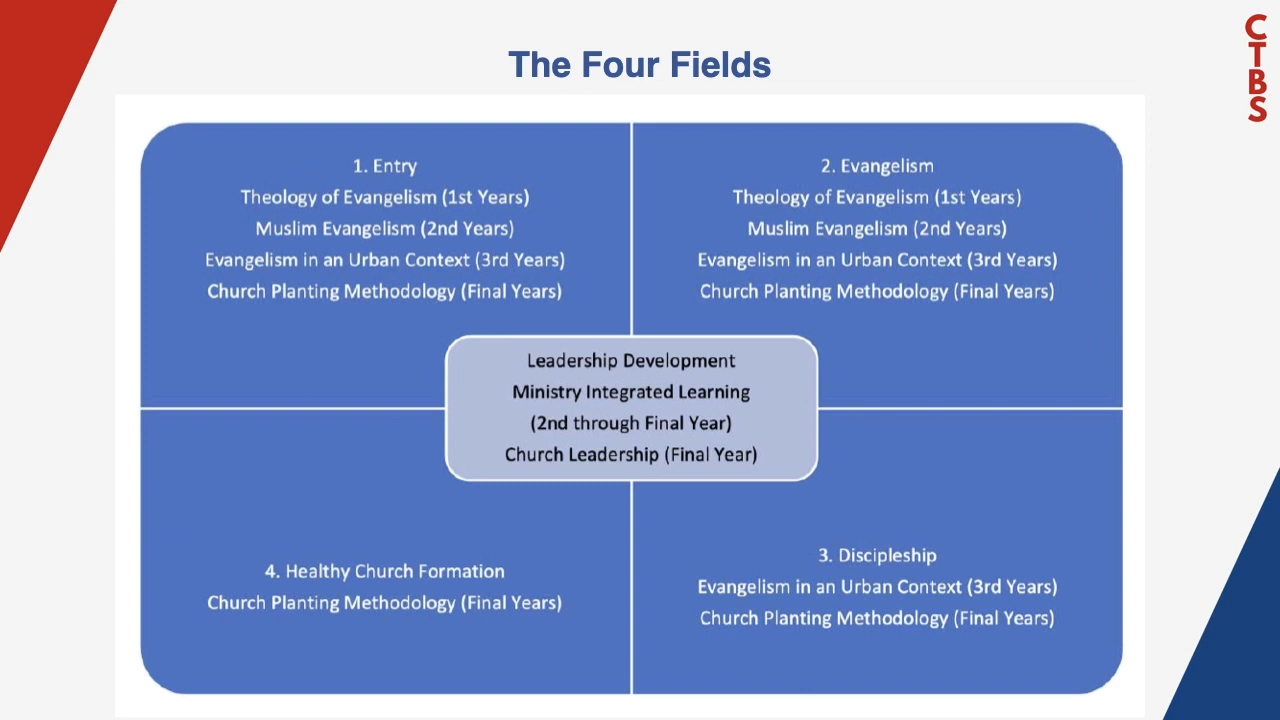 The Four Fields
C
T
B
S
1. Entry
Theology of Evangelism (1st Years)
Muslim Evangelism (2nd Years)
Evangelism in an Urban Context (3rd Years)
Church Planting Methodology (Final Years)
2. Evangelism
Theology of Evangelism (1st Years)
Muslim Evangelism (2nd Years)
Evangelism in an Urban Context (3rd Years)
Church Planting Methodology (Final Years)
Leadership Development
Ministry Integrated Learning
(2nd through Final Year)
Church Leadership (Final Year)
3. Discipleship
Evangelism in an Urban Context (3rd Years)
Church Planting Methodology (Final Years)
4. Healthy Church Formation
Church Planting Methodology (Final Years)